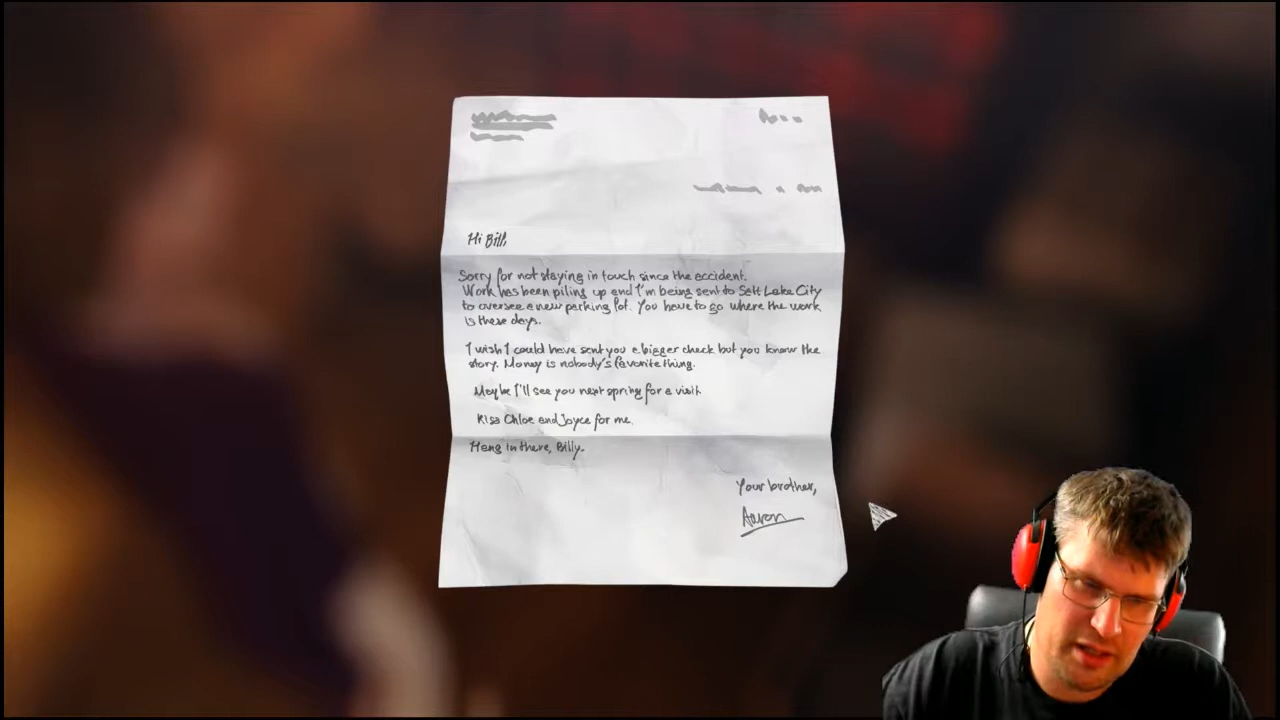 Hi Bill,
Sorry for not staying in touch since the accident.
Work has been piling up and I'm being sent to Salt Lake City
to oversee a new parking lot. You have to go where the work
is these days.
I wish I could have sent you a bigger check but you know the
story. Money is nobody's favorite thing.
Maybe I'll see you next spring for a visit.
Kiss Chloe and Joyce for me.
Hang in there, Billy.
Your brother,
Aaron